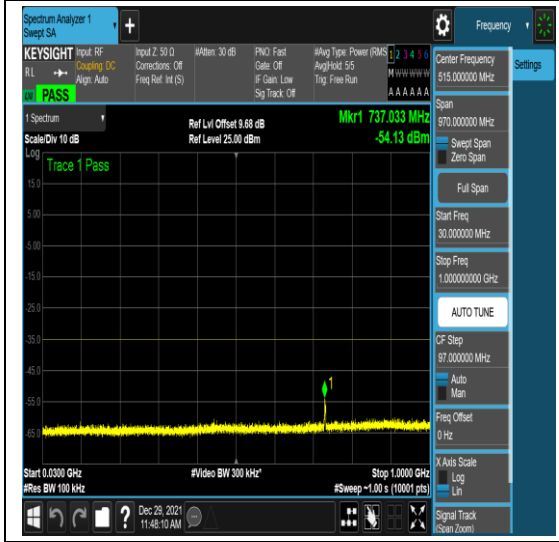 Spectrum Analyzer 1
Swept SA
Frequency
KEYSIGHT Input: RF
RL
Coupling: DC
Align: Auto
Input Z: 50 Ω
Corrections: Off
Freq Ref: Int (S)
#Atten: 30 dB
PNO: Fast
Gate: Off
IF Gain: Low
Sig Track: Off
#Avg Type: Power (RMS
Avg|Hold: 5/5
Trig: Free Run
1 2 3 4 5 6
M W W W W W
A A A A A A
PASS
1 Spectrum
Scale/Div 10 dB
Ref Lvl Offset 9.68 dB
Ref Level 25.00 dBm
Mkr1 737.033 MHz
-54.13 dBm
Log
Trace 1 Pass
15.0
5.00
-5.00
-15.0
-25.0
-35.0
-45.0
-55.0
-65.0
1
Start 0.0300 GHz
#Res BW 100 kHz
#Video BW 300 kHz*
Stop 1.0000 GHz
#Sweep ~1.00 s (10001 pts)
Dec 29, 2021
11:48:10 AM
Settings
Center Frequency
515.000000 MHz
Span
970.000000 MHz
Swept Span
Zero Span
Full Span
Start Freq
30.000000 MHz
Stop Freq
1.000000000 GHz
AUTO TUNE
CF Step
97.000000 MHz
Auto
Man
Freq Offset
0 Hz
X Axis Scale
Log
Lin
Signal Track
(Span Zoom)